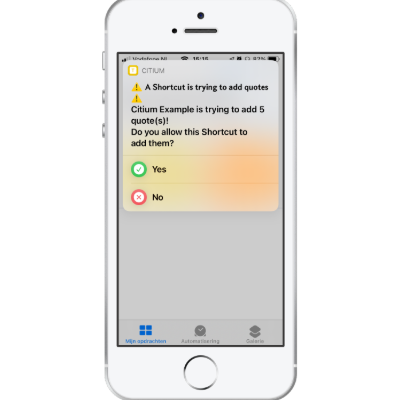 Vodafone NL 16:16 82%
CITIUM
⚠️ A Shortcut is trying to add quotes
⚠️
Citium Example is trying to add 5
quote(s)!
Do you allow this Shortcut to
add them?
Yes
No
Mijn opdrachten Automatisering Galerie